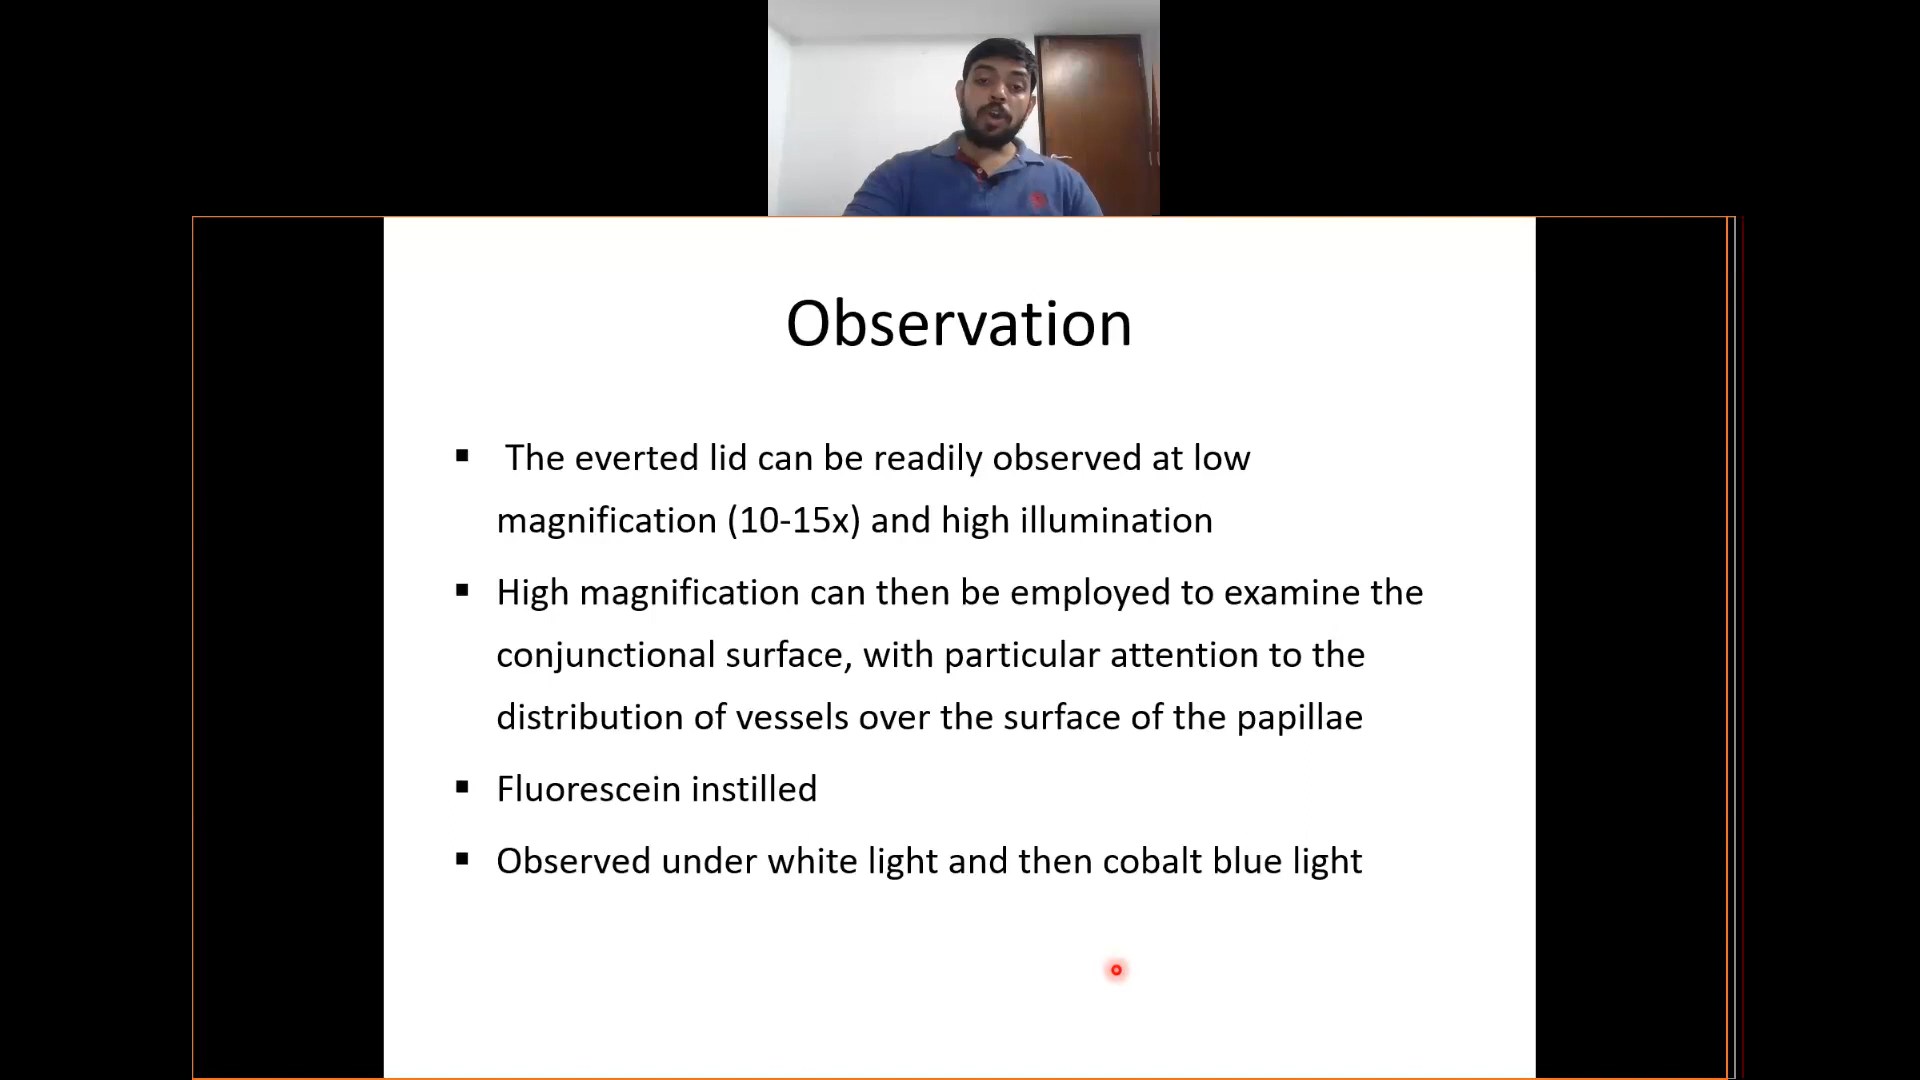 Observation
▪ The everted lid can be readily observed at low
magnification (10-15x) and high illumination
▪ High magnification can then be employed to examine the
conjunctional surface, with particular attention to the
distribution of vessels over the surface of the papillae
▪ Fluorescein instilled
▪ Observed under white light and then cobalt blue light